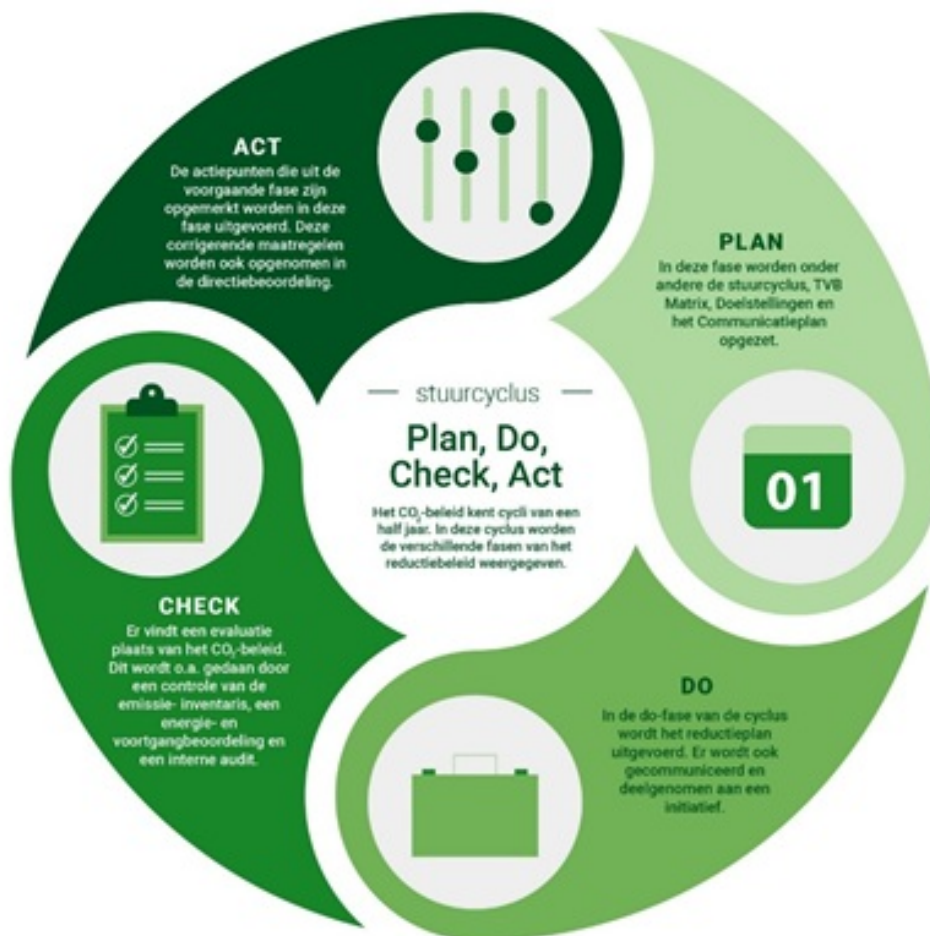 stuurcyclus
Plan, Do,
Check, Act
Het CO₂-beleid kent cycli van een
half jaar. In deze cyclus worden
de verschillende fasen van het
reductiebeleid weergegeven.
PLAN
In deze fase worden onder
andere de stuurcyclus, TVB
Matrix, Doelstellingen en
het Communicatieplan
opgezet.
01
DO
In de do-fase van de cyclus
wordt het reductieplan
uitgevoerd. Er wordt ook
gecommuniceerd en
deelgenomen aan een
initiatief.
CHECK
Er vindt een evaluatie
plaats van het CO₂-beleid.
Dit wordt o.a. gedaan door
een controle van de
emissie- inventaris, een
energie- en
voortgangbeoordeling en
een interne audit.
ACT
De actiepunten die uit de
voorgaande fase zijn
opgemerkt worden in deze
fase uitgevoerd. Deze
corrigerende maatregelen
worden ook opgenomen in
de directiebeoordeling.